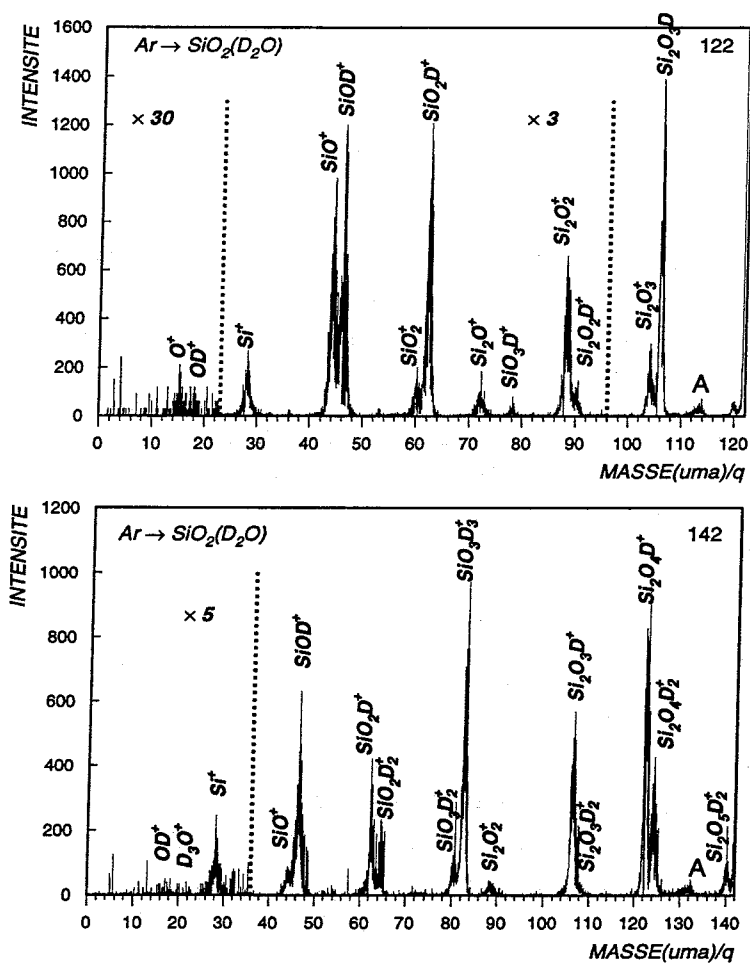 INTENSITE
1600
1400
1200
1000
800
600
400
200
0
Ar → SiO₂(D₂O)
122
× 30
× 3
O⁺
OD⁺
Si⁺
SiO⁺
SiOD⁺
SiO₂⁺
SiO₂D⁺
Si₂O⁺
SiO₃D⁺
Si₂O₂⁺
Si₂O₂D⁺
Si₂O₃⁺
Si₂O₃D
A
0 10 20 30 40 50 60 70 80 90 100 110 120
MASSE(uma)/q
INTENSITE
1200
1000
800
600
400
200
0
Ar → SiO₂(D₂O)
142
× 5
OD⁺
D₃O⁺
Si⁺
SiO⁺
SiOD⁺
SiO₂D⁺
SiO₂D₂⁺
SiO₃D₂⁺
SiO₃D₃⁺
Si₂O₂⁺
Si₂O₃D⁺
Si₂O₃D₂⁺
Si₂O₄D⁺
Si₂O₄D₂⁺
A
Si₂O₅D₂⁺
0 10 20 30 40 50 60 70 80 90 100 110 120 130 140
MASSE(uma)/q